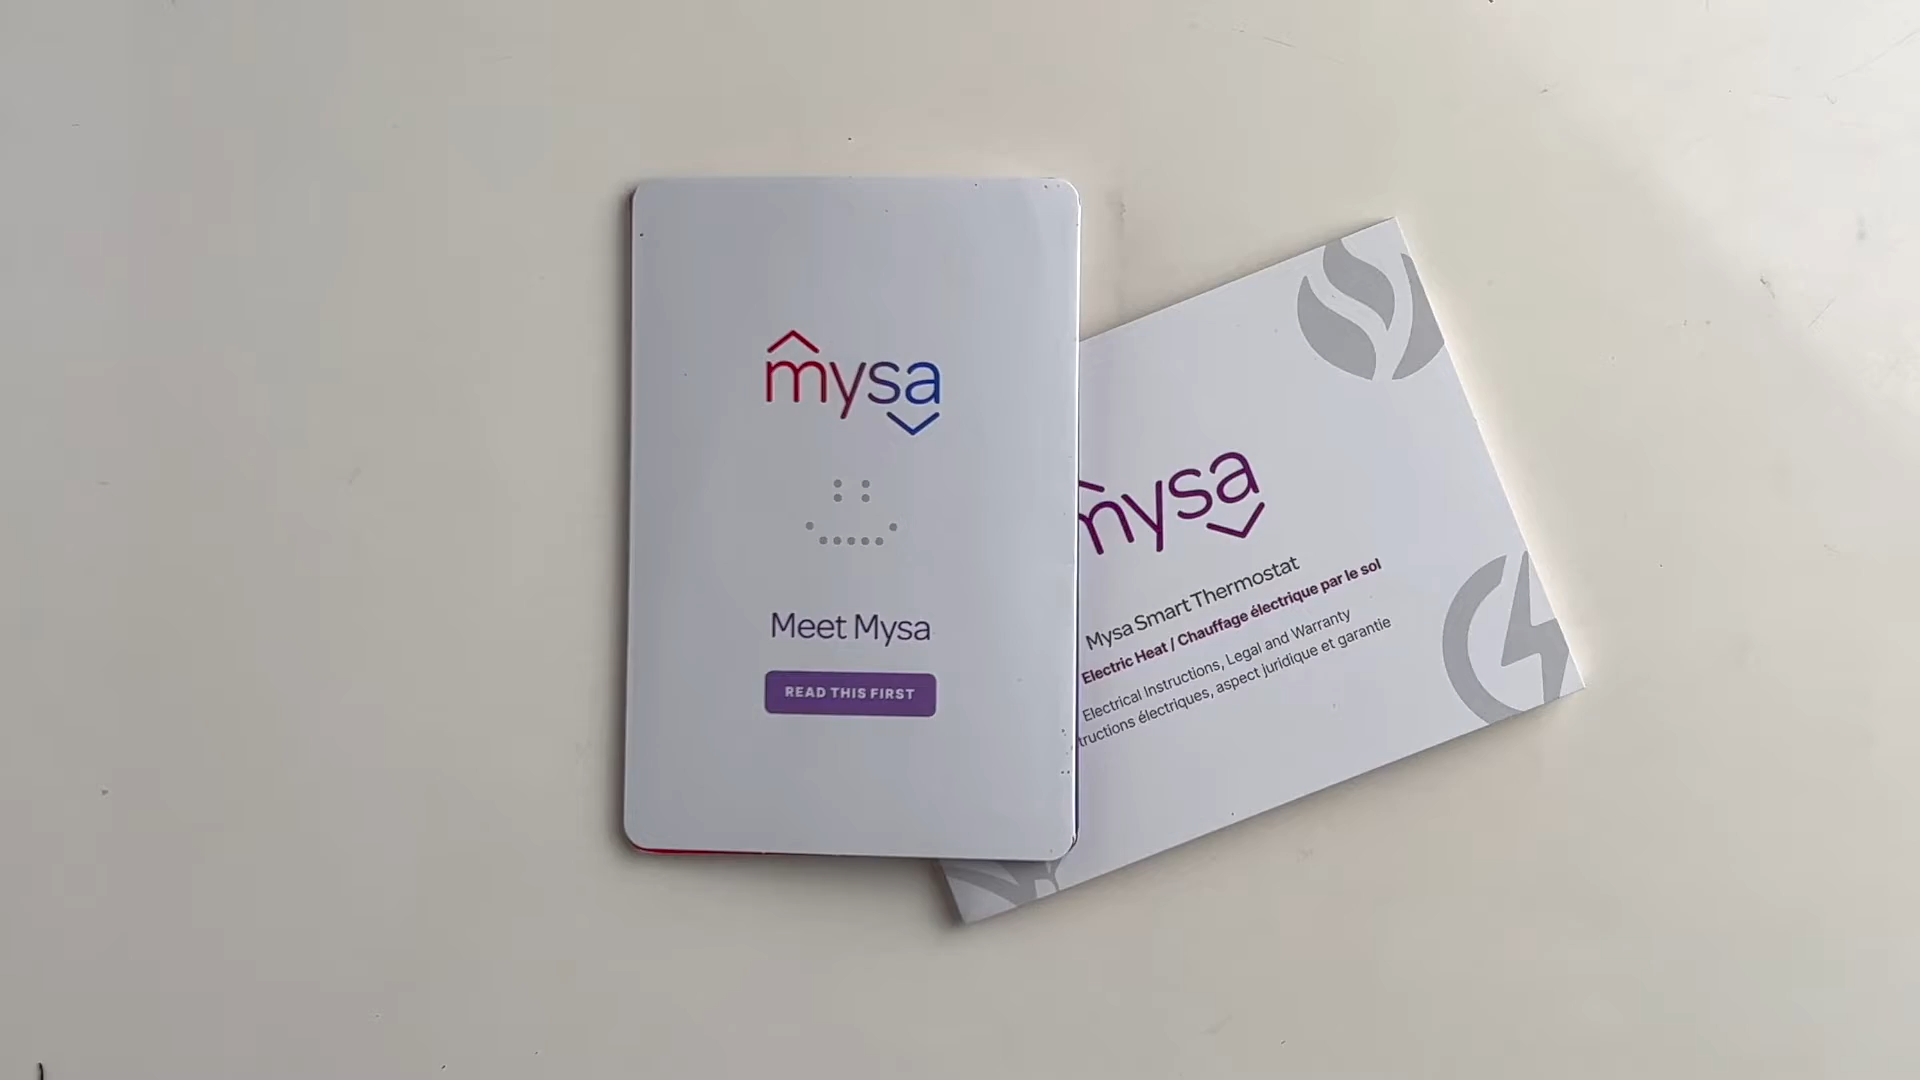 mysa
Meet Mysa
READ THIS FIRST
mysa
Mysa Smart Thermostat
Electric Heat / Chauffage électrique par le sol
Electrical Instructions, Legal and Warranty
tructions électriques, aspect juridique et garantie